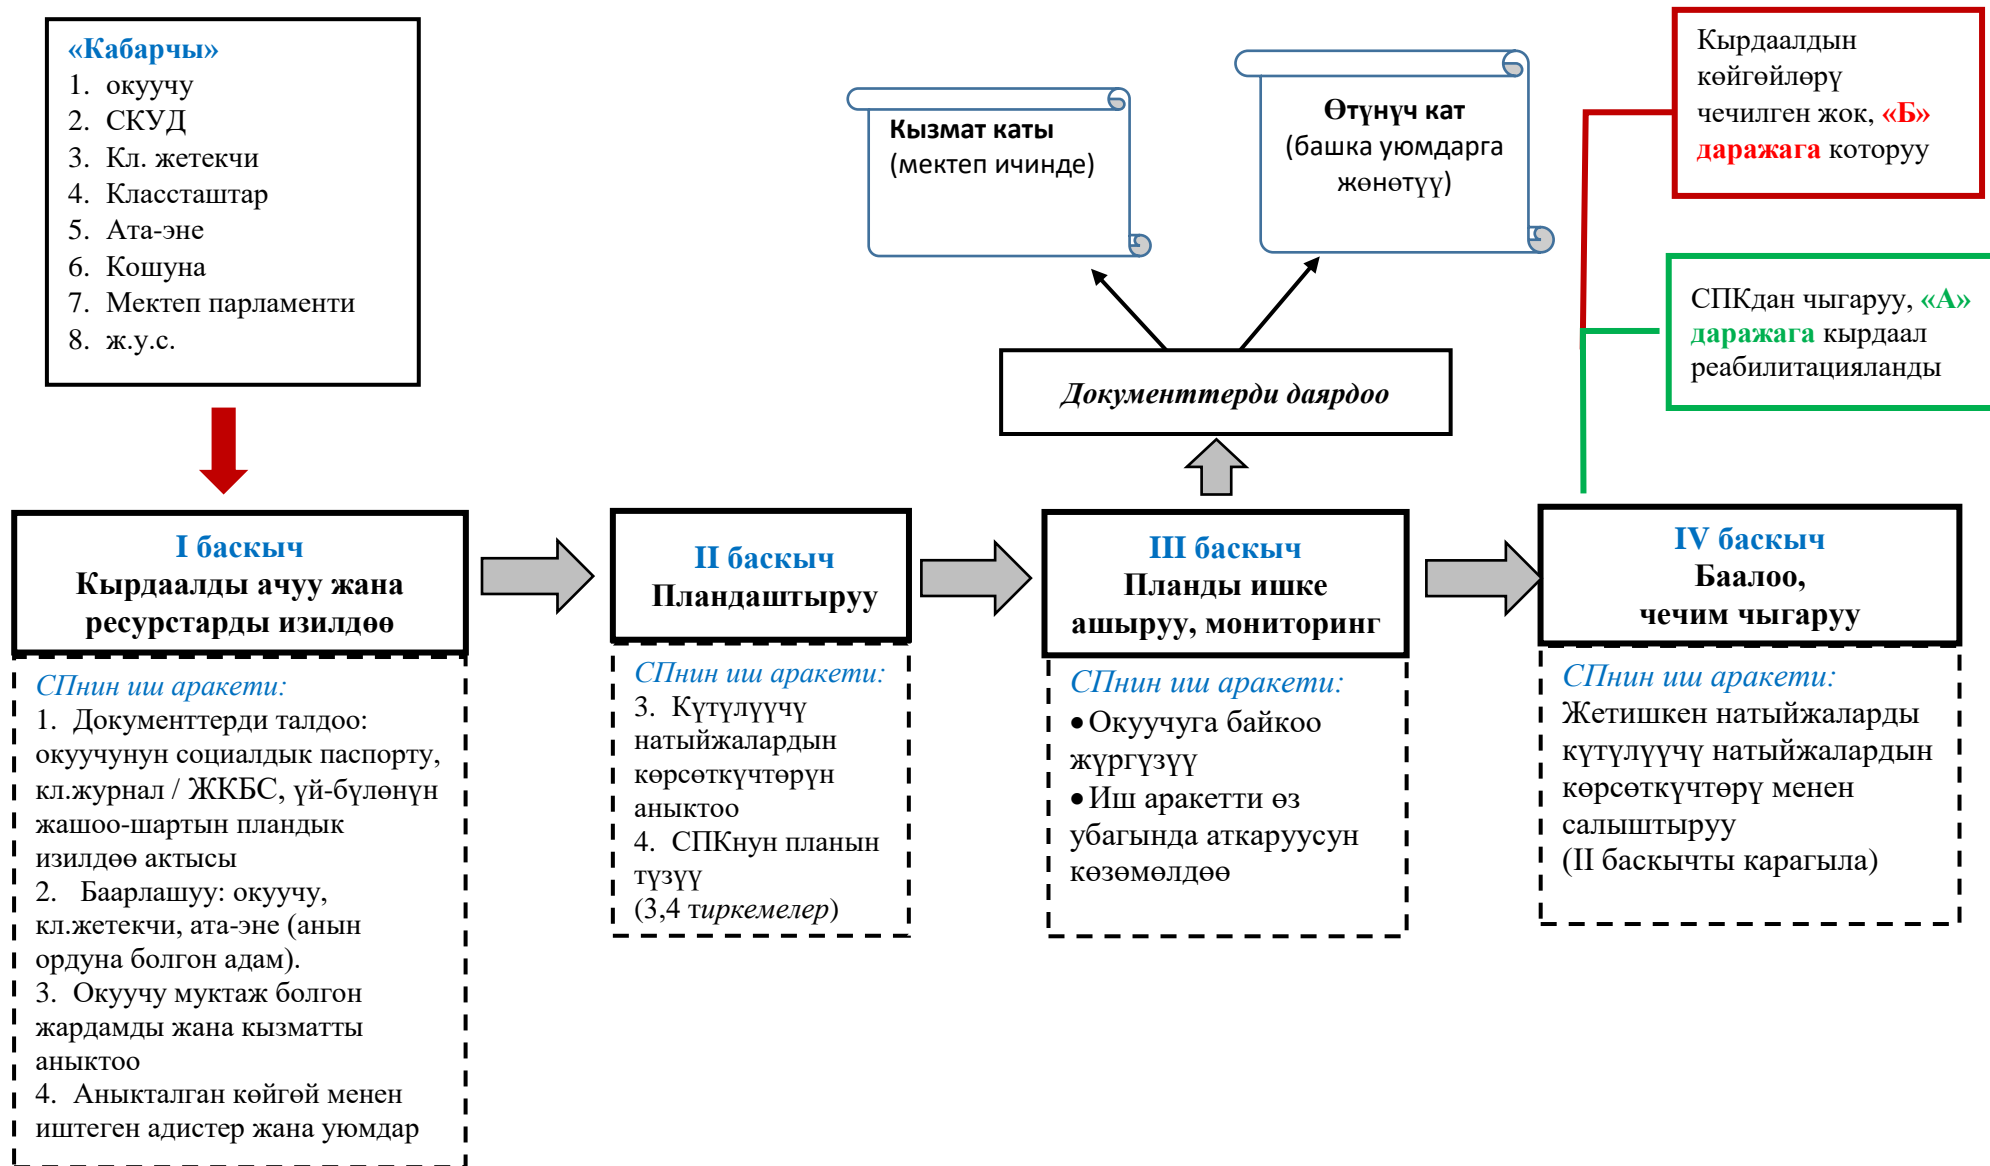 «Кабарчы»
1. окуучу
2. СКУД
3. Кл. жетекчи
4. Классташтар
5. Ата-эне
6. Кошуна
7. Мектеп парламенти
8. ж.у.с.
Кызмат каты
(мектеп ичинде)
Өтүнүч кат
(башка уюмдарга
жөнөтүү)
Кырдаалдын
көйгөйлөрү
чечилген жок, «Б»
даражага которуу
СПКдан чыгаруу, «А»
даражага кырдаал
реабилитацияланды
Документтерди даярдоо
I баскыч
Кырдаалды ачуу жана
ресурстарды изилдөө
II баскыч
Пландаштыруу
III баскыч
Планды ишке
ашыруу, мониторинг
IV баскыч
Баалоо,
чечим чыгаруу
СПнин иш аракети:
1. Документтерди талдоо:
окуучунун социалдык паспорту,
кл.журнал / ЖКБС, үй-бүлөнүн
жашоо-шартын пландык
изилдөө актысы
2. Баарлашуу: окуучу,
кл.жетекчи, ата-эне (анын
ордуна болгон адам).
3. Окуучу муктаж болгон
жардамды жана кызматты
аныктоо
4. Аныкталган көйгөй менен
иштеген адистер жана уюмдар
СПнин иш аракети:
3. Күтүлүүчү
натыйжалардын
көрсөткүчтөрүн
аныктоо
4. СПКнун планын
түзүү
(3,4 тиркемелер)
СПнин иш аракети:
• Окуучуга байкоо
жүргүзүү
• Иш аракетти өз
убагында аткаруусун
көзөмөлдөө
СПнин иш аракети:
Жетишкен натыйжаларды
күтүлүүчү натыйжалардын
көрсөткүчтөрү менен
салыштыруу
(II баскычты карагыла)